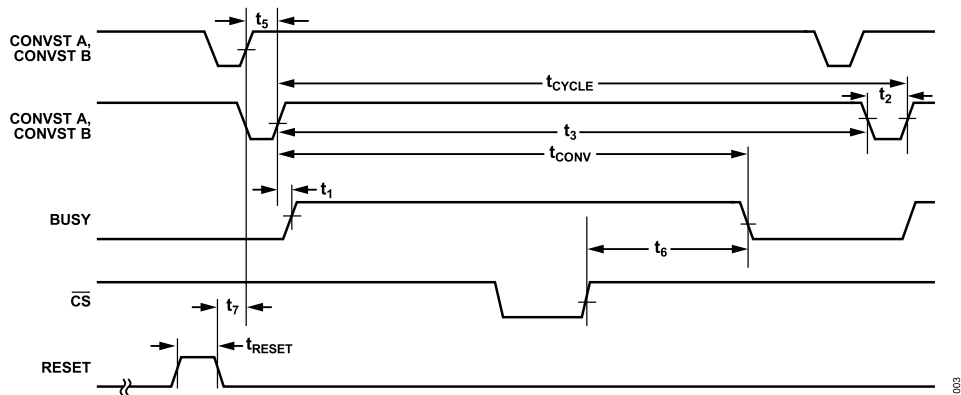 t5
CONVST A,
CONVST B
tCYCLE
t2
CONVST A,
CONVST B
t3
tCONV
t1
BUSY
t6
CS
t7
tRESET
RESET
003